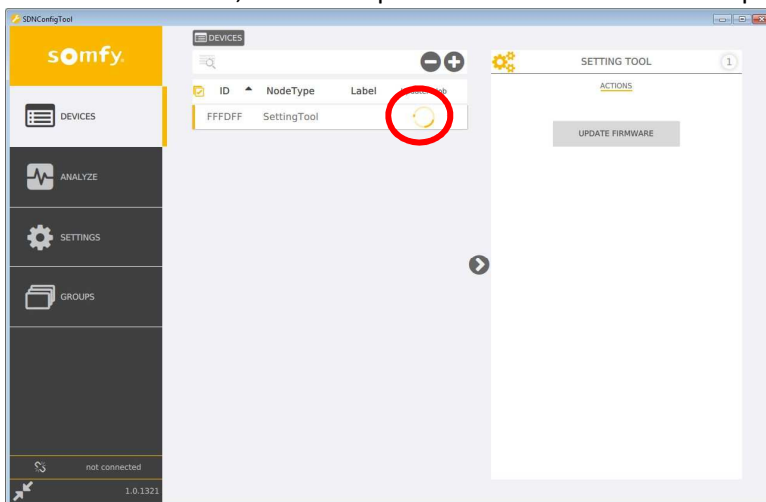 SDNConfigTool
somfy.
DEVICES
ANALYZE
SETTINGS
GROUPS
not connected
1.0.1321
DEVICES
ID NodeType Label
FFFDFF SettingTool
SETTING TOOL 1
ACTIONS
UPDATE FIRMWARE